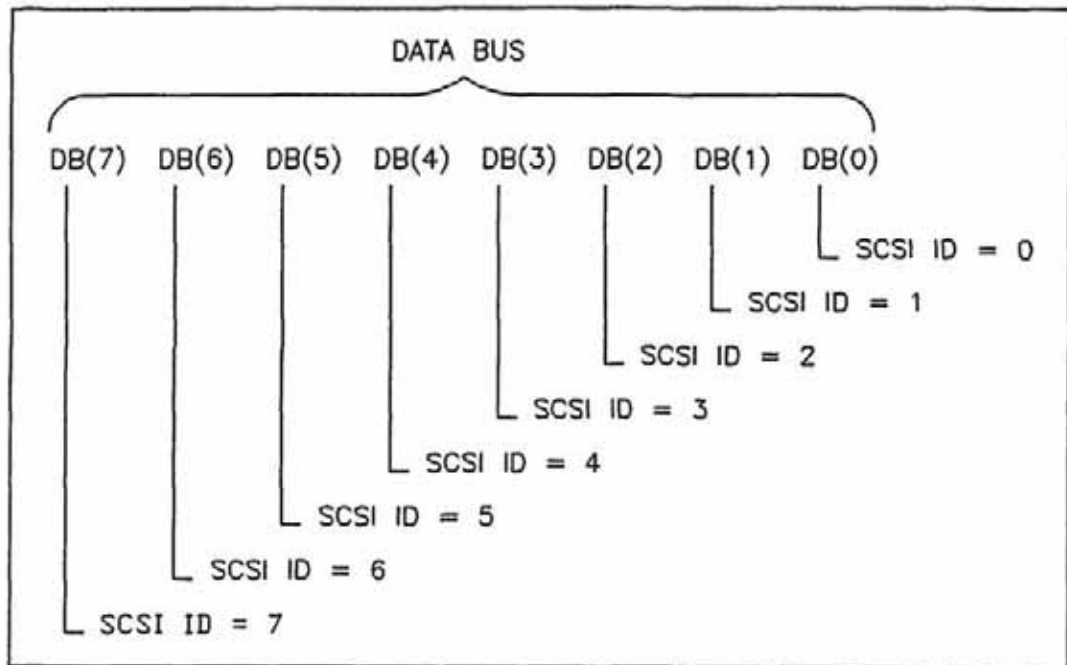 DATA BUS
DB(7) DB(6) DB(5) DB(4) DB(3) DB(2) DB(1) DB(0)
SCSI ID = 0
SCSI ID = 1
SCSI ID = 2
SCSI ID = 3
SCSI ID = 4
SCSI ID = 5
SCSI ID = 6
SCSI ID = 7